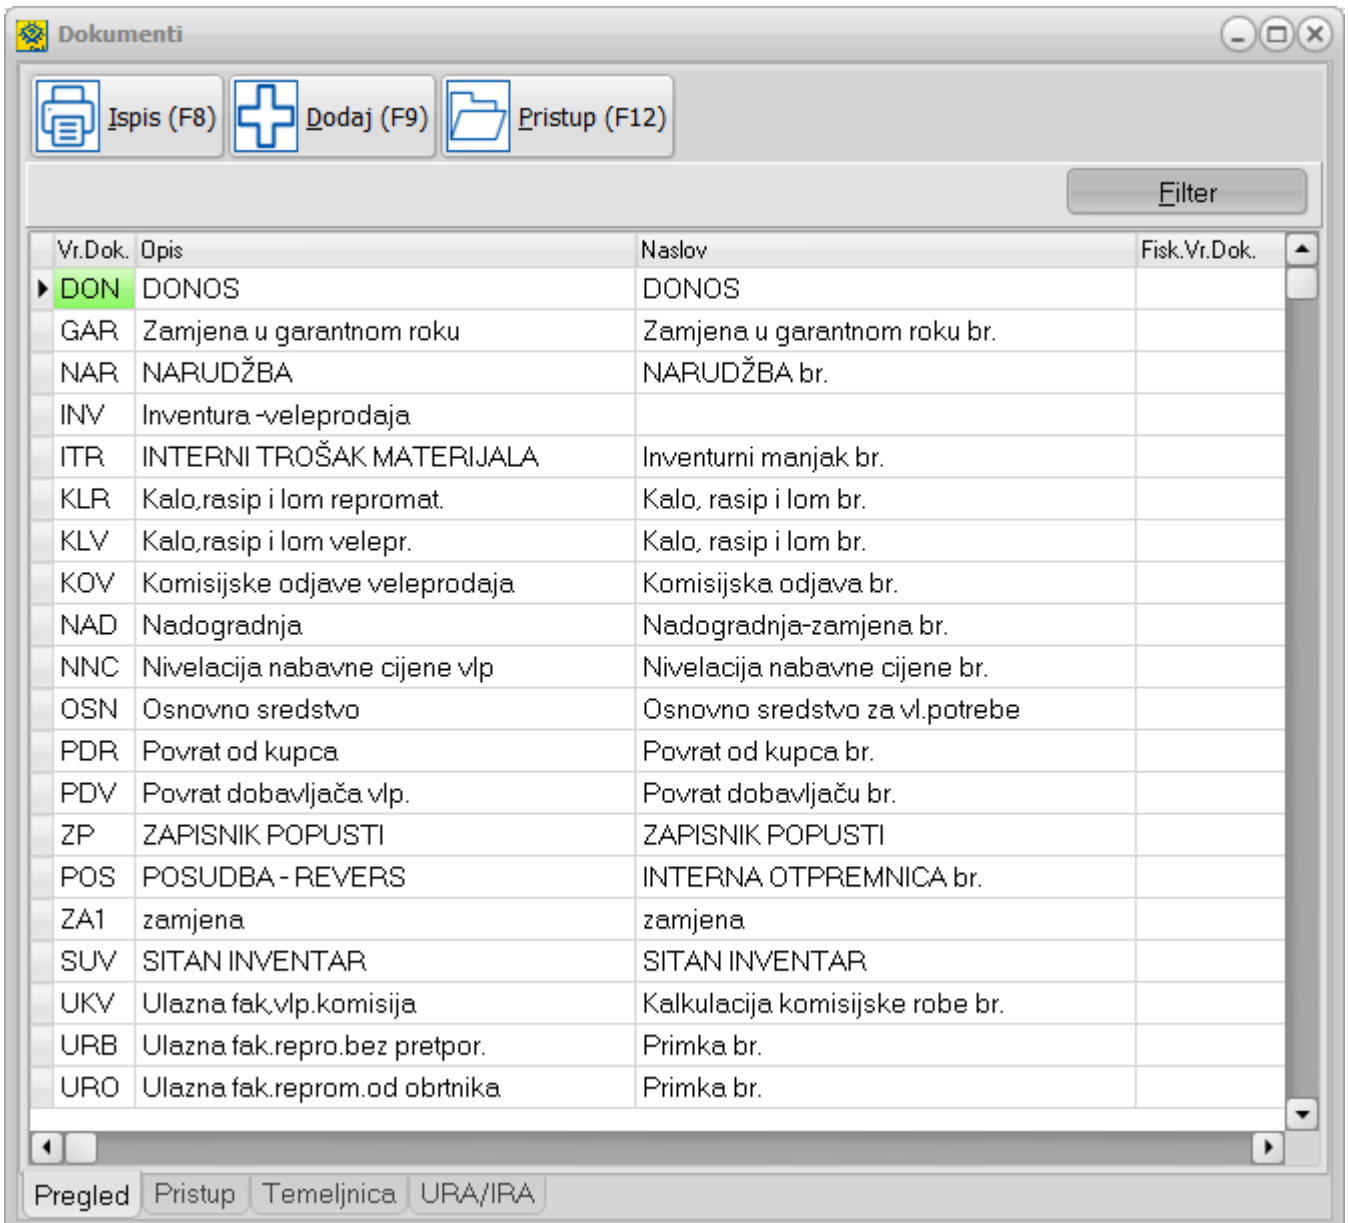 Dokumenti
Ispis (F8) Dodaj (F9) Pristup (F12)
Filter
Vr.Dok. Opis Naslov Fisk.Vr.Dok.
DON DONOS DONOS
GAR Zamjena u garantnom roku Zamjena u garantnom roku br.
NAR NARUDŽBA NARUDŽBA br.
INV Inventura -veleprodaja
ITR INTERNI TROŠAK MATERIJALA Inventurni manjak br.
KLR Kalo,rasip i lom repromat. Kalo, rasip i lom br.
KLV Kalo,rasip i lom velepr. Kalo, rasip i lom br.
KOV Komisijske odjave veleprodaja Komisijska odjava br.
NAD Nadogradnja Nadogradnja-zamjena br.
NNC Nivelacija nabavne cijene vlp Nivelacija nabavne cijene br.
OSN Osnovno sredstvo Osnovno sredstvo za vl.potrebe
PDR Povrat od kupca Povrat od kupca br.
PDV Povrat dobavljača vlp. Povrat dobavljaču br.
ZP ZAPISNIK POPUSTI ZAPISNIK POPUSTI
POS POSUDBA - REVERS INTERNA OTPREMNICA br.
ZA1 zamjena zamjena
SUV SITAN INVENTAR SITAN INVENTAR
UKV Ulazna fak,vlp.komisija Kalkulacija komisijske robe br.
URB Ulazna fak.repro.bez pretpor. Primka br.
URO Ulazna fak.reprom.od obrtnika Primka br.
Pregled Pristup Temeljnica URA/IRA